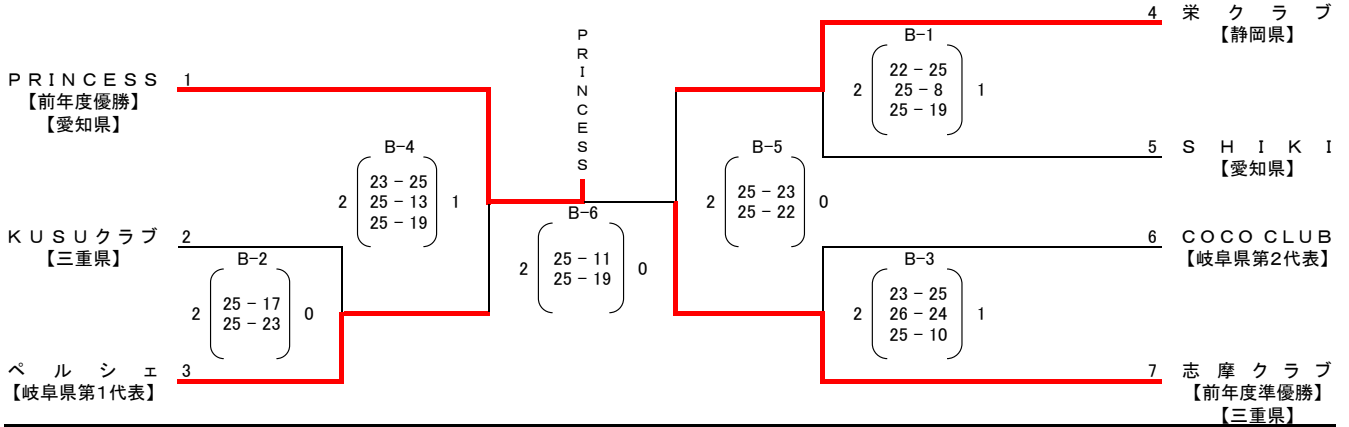 PRINCESS 1
【前年度優勝】
【愛知県】
KUSUクラブ 2
【三重県】
ペルシェ 3
【岐阜県第1代表】
B-2
2 25 - 17 0
25 - 23
B-4
23 - 25
2 25 - 13 1
25 - 19
PRINCESS
B-6
2 25 - 11 0
25 - 19
B-5
2 25 - 23 0
25 - 22
B-1
22 - 25
2 25 - 8 1
25 - 19
B-3
23 - 25
2 26 - 24 1
25 - 10
4 栄クラブ
【静岡県】
5 SHIKI
【愛知県】
6 COCO CLUB
【岐阜県第2代表】
7 志摩クラブ
【前年度準優勝】
【三重県】